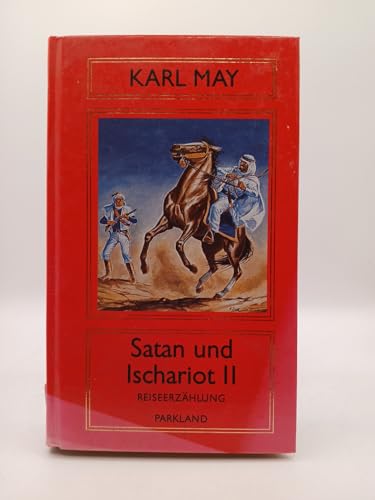 KARL MAY
Satan und
Ischariot II
REISEERZÄHLUNG
PARKLAND